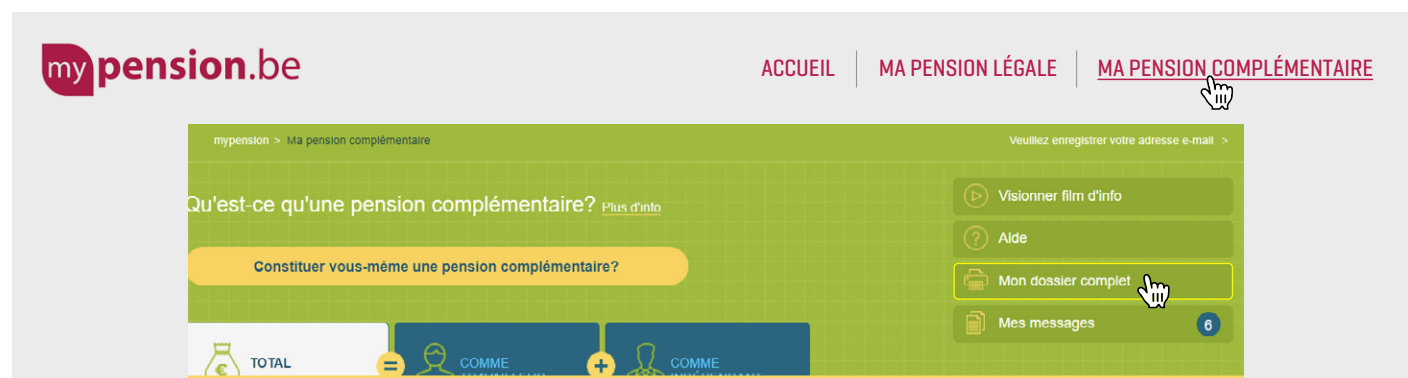 mypension.be
ACCUEIL
MA PENSION LÉGALE
MA PENSION COMPLÉMENTAIRE
mypension > Ma pension complémentaire
Veuillez enregistrer votre adresse e-mail >
Qu'est-ce qu'une pension complémentaire? Plus d'info
Constituer vous-même une pension complémentaire?
Visionner film d'info
Aide
Mon dossier complet
Mes messages 6
TOTAL = COMME + COMME